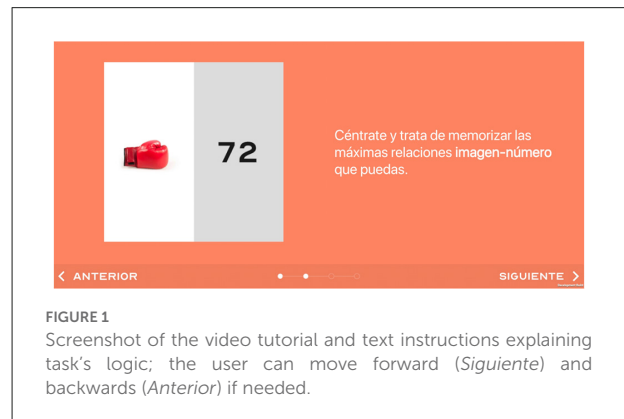 72
Céntrate y trata de memorizar las
máximas relaciones imagen-número
que puedas.
ANTERIOR
SIGUIENTE
FIGURE 1
Screenshot of the video tutorial and text instructions explaining
task's logic; the user can move forward (Siguiente) and
backwards (Anterior) if needed.